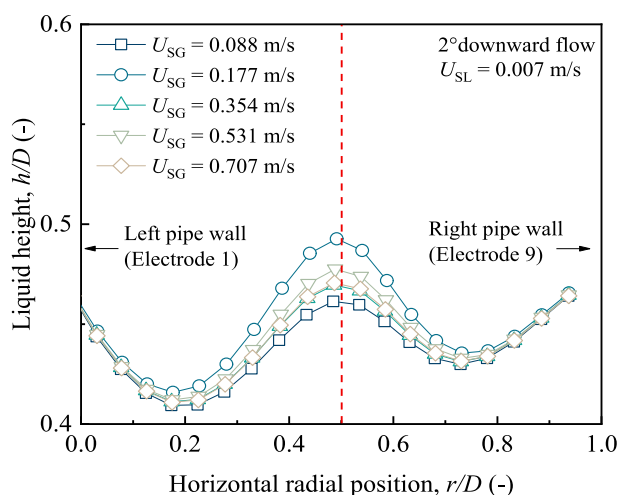 0.6
U_SG = 0.088 m/s
U_SG = 0.177 m/s
U_SG = 0.354 m/s
U_SG = 0.531 m/s
U_SG = 0.707 m/s
2°downward flow
U_SL = 0.007 m/s
Liquid height, h/D (-)
0.5
Left pipe wall
(Electrode 1)
Right pipe wall
(Electrode 9)
0.4
0.0 0.2 0.4 0.6 0.8 1.0
Horizontal radial position, r/D (-)